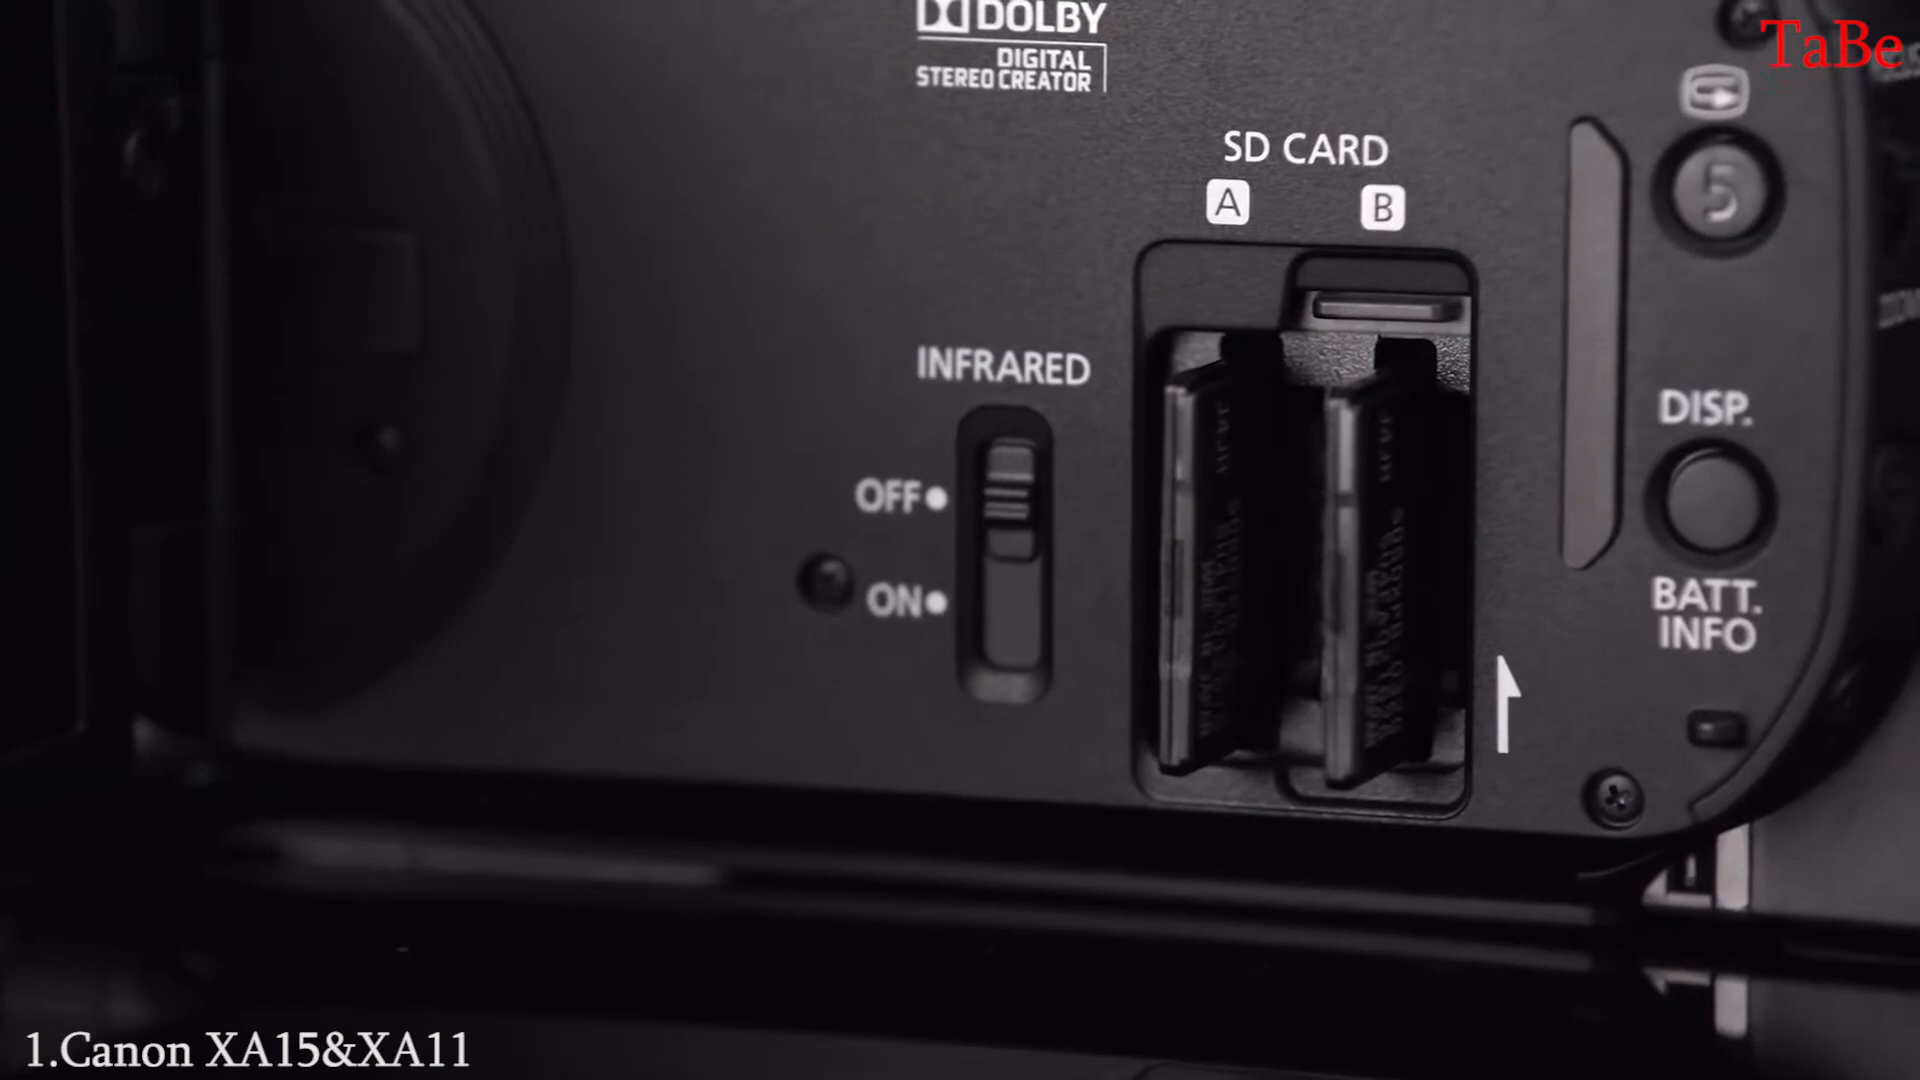 DOLBY
DIGITAL
STEREO CREATOR
TaBe
SD CARD
A B
5
INFRARED
OFF
ON
DISP.
BATT.
INFO
1.Canon XA15&XA11